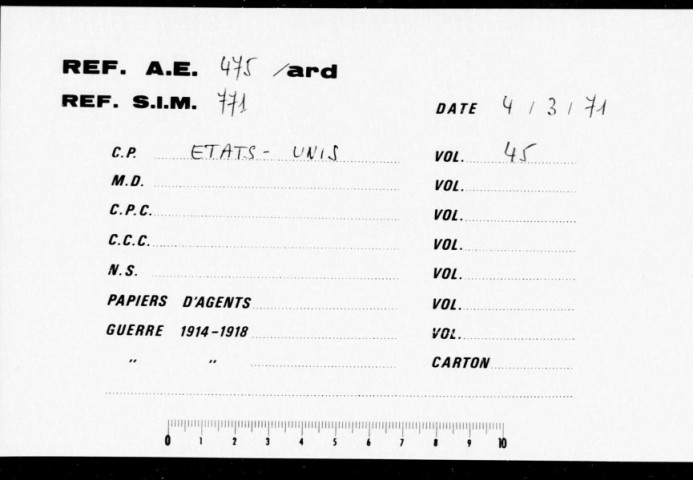 REF. A.E. 475 /ard
REF. S.I.M. 771
DATE 4 / 3 / 71
C.P. ETATS - UNIS VOL. 45
M.D. VOL.
C.P.C. VOL.
C.C.C. VOL.
N.S. VOL.
PAPIERS D'AGENTS VOL.
GUERRE 1914-1918 VOL.
" " CARTON
0 1 2 3 4 5 6 7 8 9 10